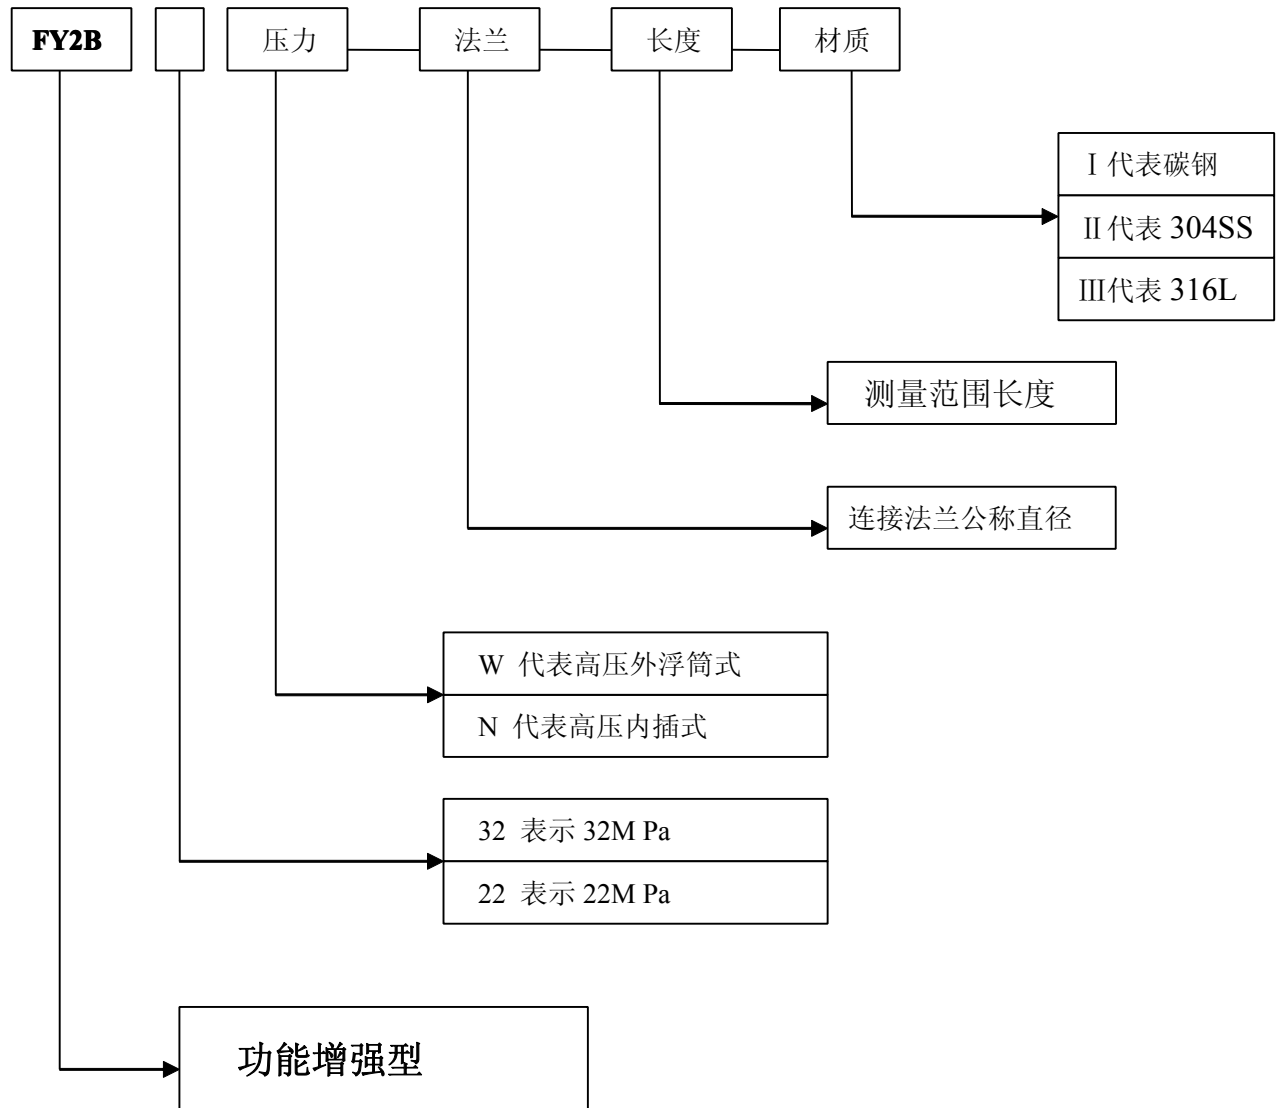 FY2B 压力 法兰 长度 材质
Ⅰ代表碳钢
Ⅱ代表 304SS
Ⅲ代表 316L
测量范围长度
连接法兰公称直径
W 代表高压外浮筒式
N 代表高压内插式
32 表示 32M Pa
22 表示 22M Pa
功能增强型